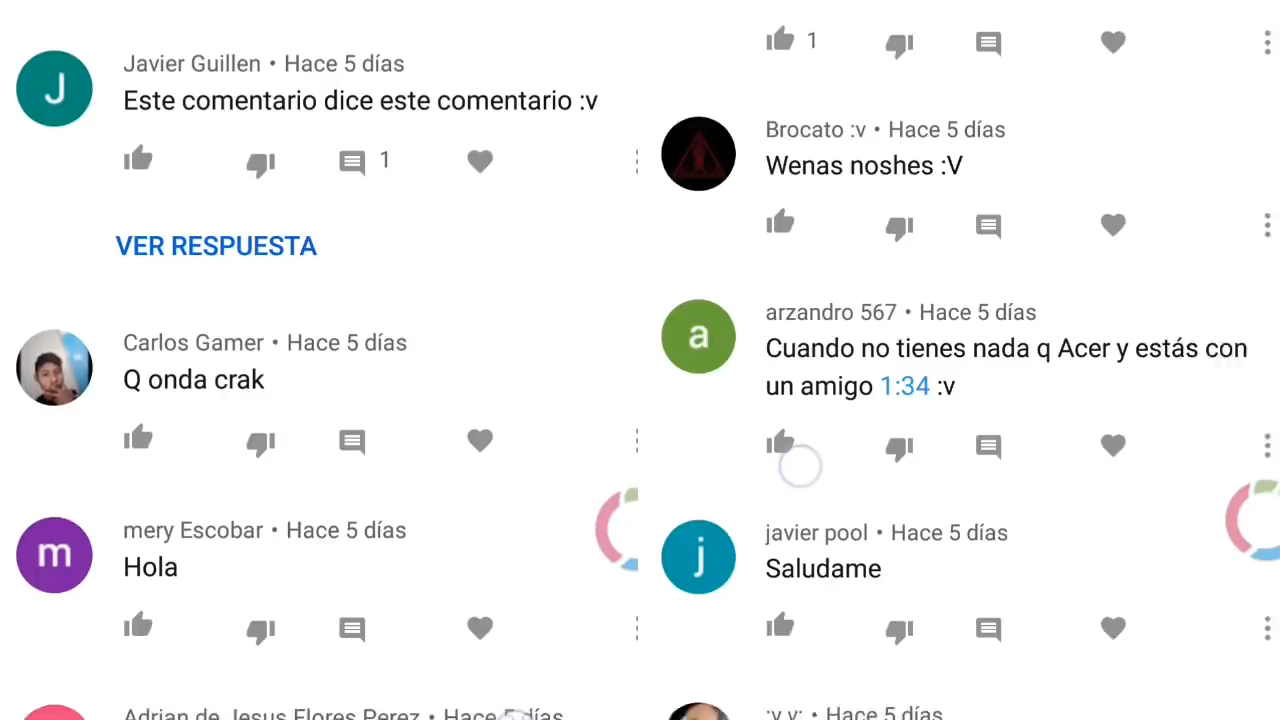 J
Javier Guillen • Hace 5 días
Este comentario dice este comentario :v
1
VER RESPUESTA
Carlos Gamer • Hace 5 días
Q onda crak
m
mery Escobar • Hace 5 días
Hola
Adrian de Jesus Flores Perez • Hace 5 días
1
Brocato :v • Hace 5 días
Wenas noshes :V
a
arzandro 567 • Hace 5 días
Cuando no tienes nada q Acer y estás con
un amigo 1:34 :v
j
javier pool • Hace 5 días
Saludame
:v v: • Hace 5 días